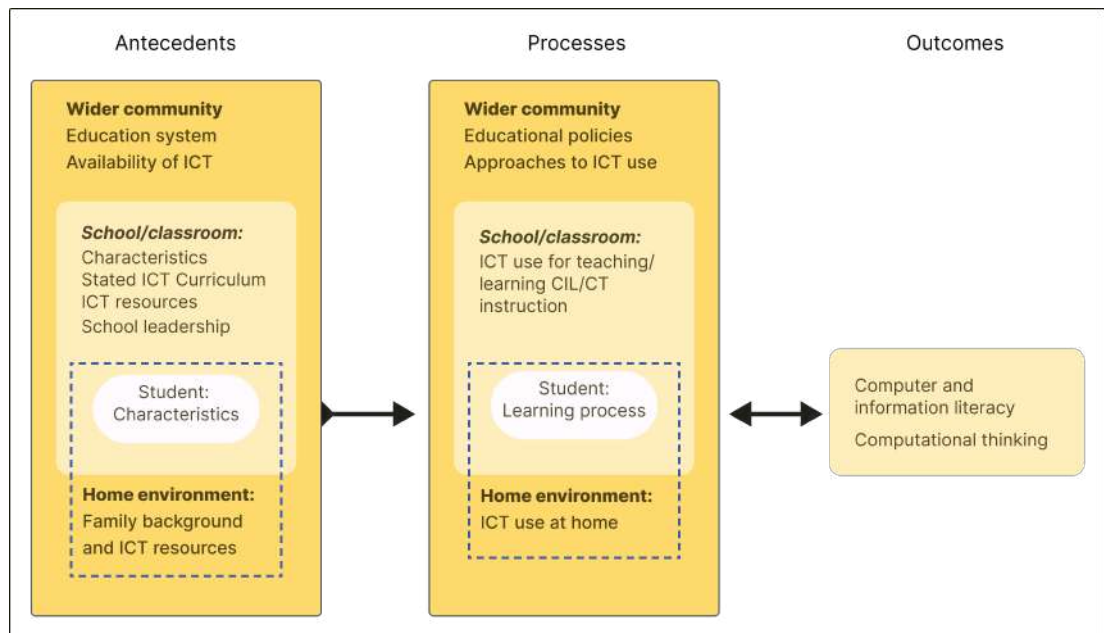 Antecedents
Processes
Outcomes
Wider community
Education system
Availability of ICT
School/classroom:
Characteristics
Stated ICT Curriculum
ICT resources
School leadership
Student:
Characteristics
Home environment:
Family background
and ICT resources
Wider community
Educational policies
Approaches to ICT use
School/classroom:
ICT use for teaching/
learning CIL/CT
instruction
Student:
Learning process
Home environment:
ICT use at home
Computer and
information literacy
Computational thinking